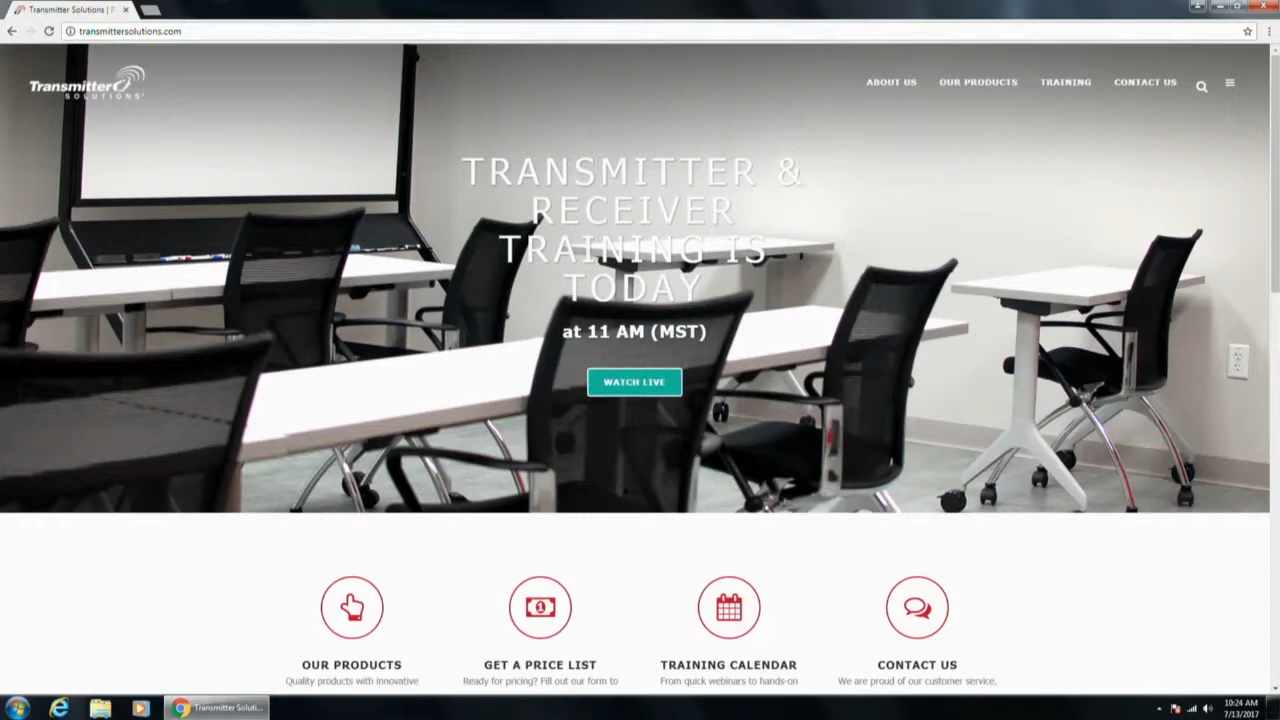 Transmitter Solutions | R
transmittersolutions.com
Transmitter
SOLUTIONS
ABOUT US
OUR PRODUCTS
TRAINING
CONTACT US
TRANSMITTER &
RECEIVER
TRAINING IS
TODAY
at 11 AM (MST)
WATCH LIVE
OUR PRODUCTS
Quality products with innovative
GET A PRICE LIST
Ready for pricing? Fill out our form to
TRAINING CALENDAR
From quick webinars to hands-on
CONTACT US
We are proud of our customer service.
Transmitter Soluti...
10:24 AM
7/13/2017